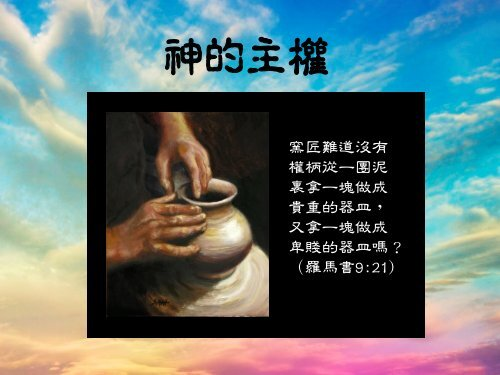 神的主權
窯匠難道沒有
權柄從一團泥
裏拿一塊做成
貴重的器皿，
又拿一塊做成
卑賤的器皿嗎？
（羅馬書9:21）